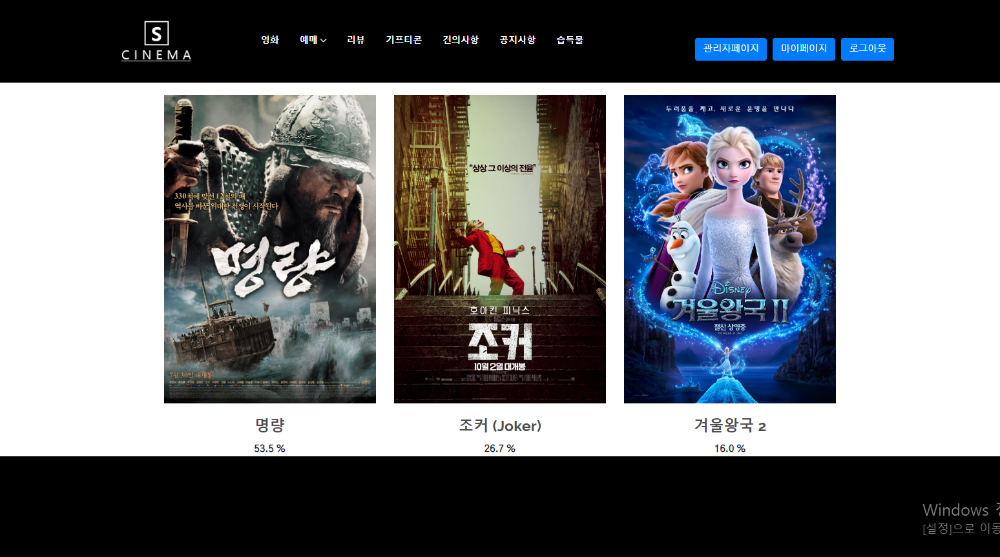 S
CINEMA
영화
예매
리뷰
기프티콘
건의사항
공지사항
습득물
관리자페이지
마이페이지
로그아웃
330척에 맞선 12척의 배
역사를 바꾼 위대한 전쟁이 시작된다
명량
7월 30일 대개봉
“상상 그 이상의 전율”
호아킨 피닉스
조커
10월 2일 대개봉
두려움을 깨고, 새로운 운명을 만나다
Disney
겨울왕국 II
절찬 상영중
IN REAL D 3D
명량
조커 (Joker)
겨울왕국 2
53.5 %
26.7 %
16.0 %
Windows
[설정]으로 이동